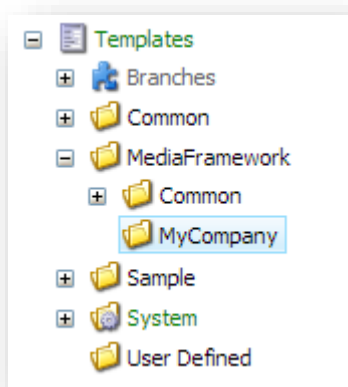 Templates
Branches
Common
MediaFramework
Common
MyCompany
Sample
System
User Defined